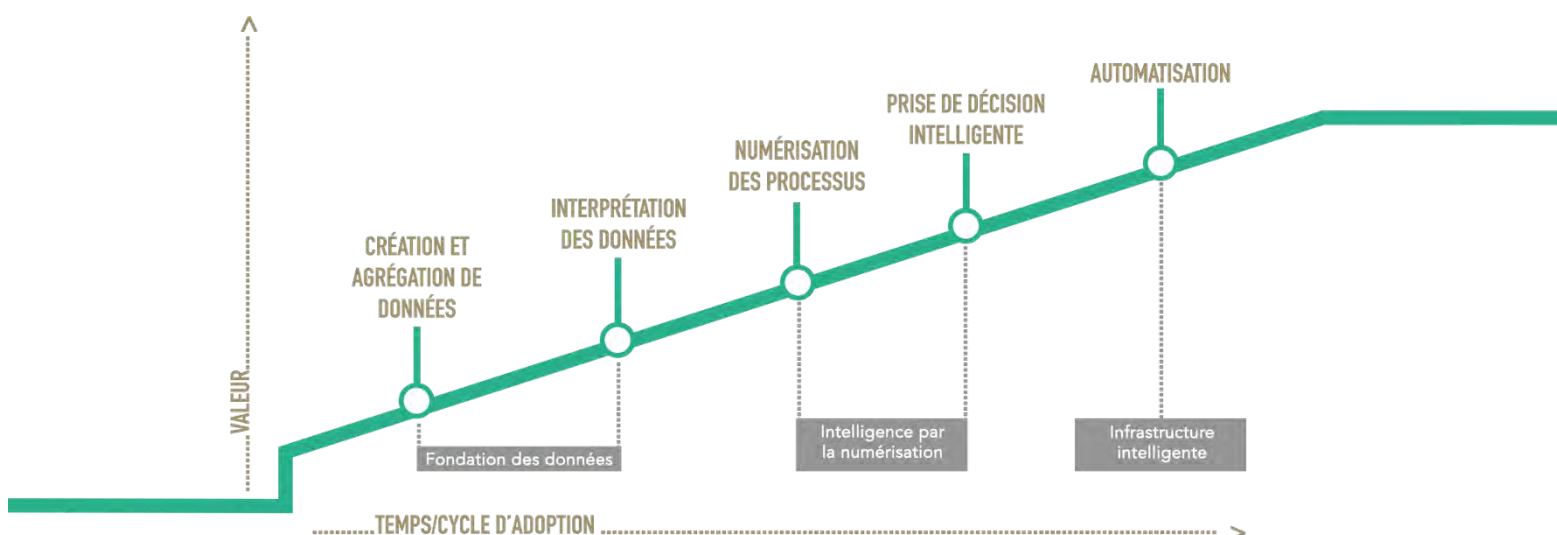 AUTOMATISATION
PRISE DE DÉCISION
INTELLIGENTE
NUMÉRISATION
DES PROCESSUS
INTERPRÉTATION
DES DONNÉES
CRÉATION ET
AGRÉGATION DE
DONNÉES
VALEUR
Fondation des données
Intelligence par
la numérisation
Infrastructure
intelligente
TEMPS/CYCLE D'ADOPTION